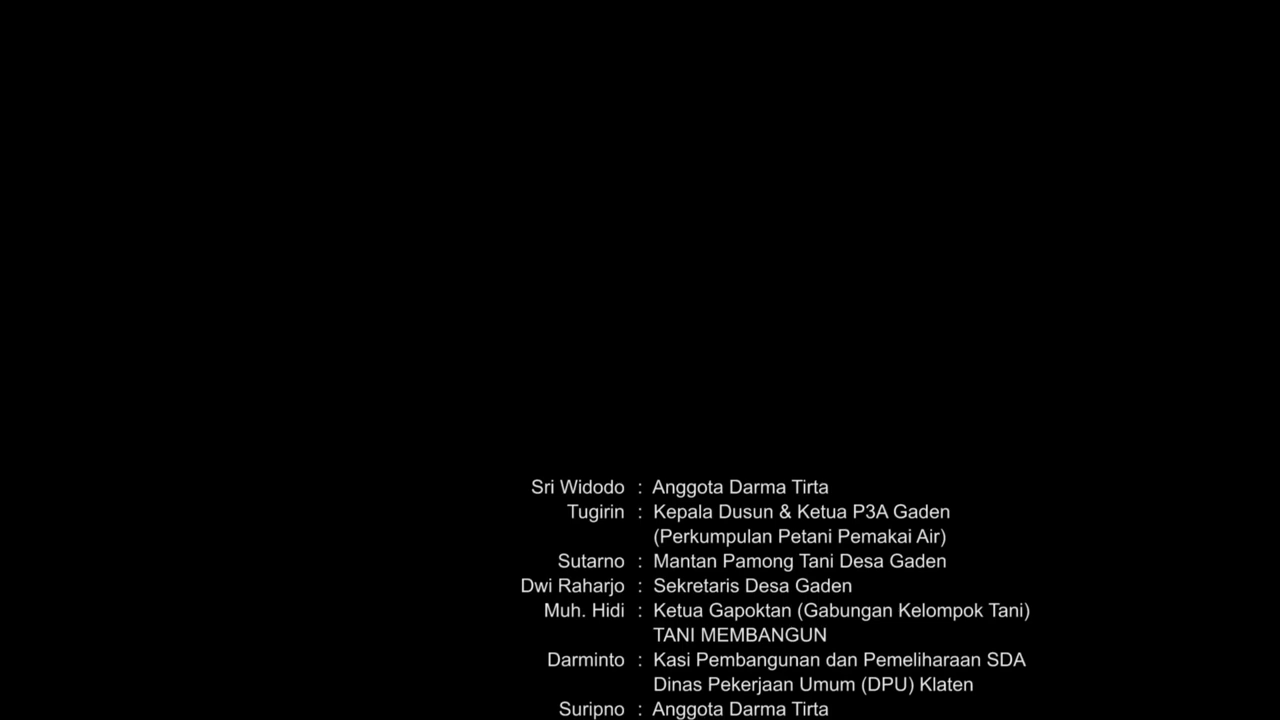 Sri Widodo : Anggota Darma Tirta
Tugirin : Kepala Dusun & Ketua P3A Gaden
(Perkumpulan Petani Pemakai Air)
Sutarno : Mantan Pamong Tani Desa Gaden
Dwi Raharjo : Sekretaris Desa Gaden
Muh. Hidi : Ketua Gapoktan (Gabungan Kelompok Tani)
TANI MEMBANGUN
Darminto : Kasi Pembangunan dan Pemeliharaan SDA
Dinas Pekerjaan Umum (DPU) Klaten
Suripno : Anggota Darma Tirta